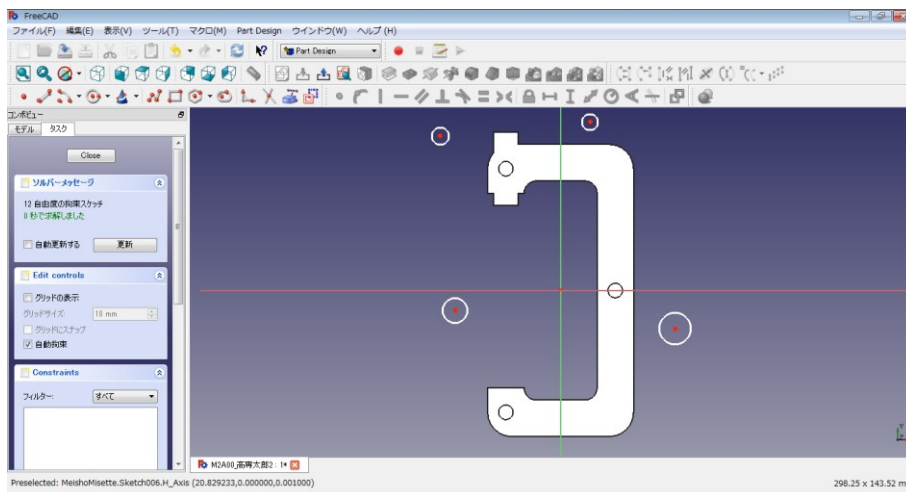 FreeCAD
ファイル(F) 編集(E) 表示(V) ツール(T) マクロ(M) Part Design ウインドウ(W) ヘルプ(H)
Part Design
コンボビュー
モデル タスク
Close
ソルバーメッセージ
12 自由度の拘束スケッチ
0 秒で求解しました
自動更新する 更新
Edit controls
グリッドの表示
グリッドサイズ: 10 mm
グリッドにスナップ
自動拘束
Constraints
フィルター: すべて
M2A00_高専太郎2 : 1*
Preselected: MeishoMisette.Sketch006.H_Axis (20.829233,0.000000,0.001000) 298.25 x 143.52 m